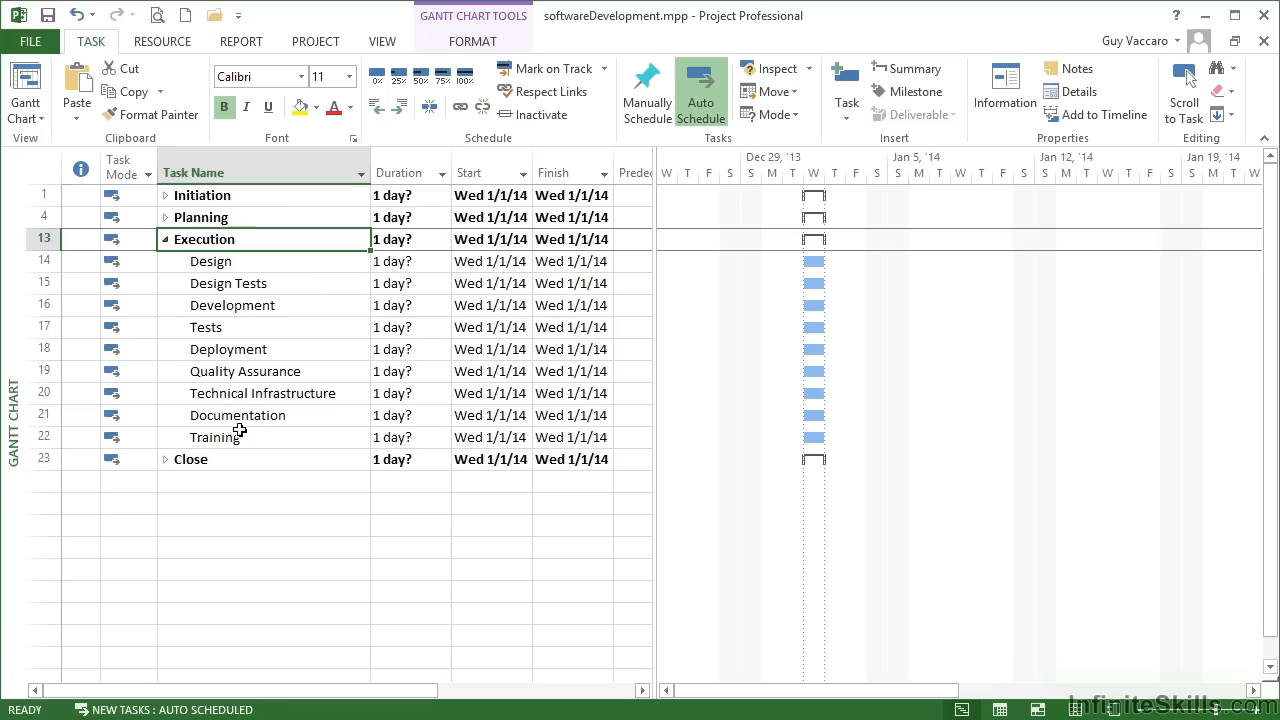 GANTT CHART TOOLS
softwareDevelopment.mpp - Project Professional
FILE TASK RESOURCE REPORT PROJECT VIEW FORMAT Guy Vaccaro
Gantt Chart
View
Paste
Cut
Copy
Format Painter
Clipboard
Calibri 11
B I U A
Font
0% 25% 50% 75% 100%
Mark on Track
Respect Links
Inactivate
Schedule
Manually Schedule
Auto Schedule
Inspect
Move
Mode
Tasks
Task
Summary
Milestone
Deliverable
Insert
Information
Notes
Details
Add to Timeline
Properties
Scroll to Task
Editing
Task Mode Task Name Duration Start Finish Predec
Dec 29, '13 Jan 5, '14 Jan 12, '14 Jan 19, '14
W T F S S M T W T F S S M T W T F S S M T W T F S S M T W
1 Initiation 1 day? Wed 1/1/14 Wed 1/1/14
4 Planning 1 day? Wed 1/1/14 Wed 1/1/14
13 Execution 1 day? Wed 1/1/14 Wed 1/1/14
14 Design 1 day? Wed 1/1/14 Wed 1/1/14
15 Design Tests 1 day? Wed 1/1/14 Wed 1/1/14
16 Development 1 day? Wed 1/1/14 Wed 1/1/14
17 Tests 1 day? Wed 1/1/14 Wed 1/1/14
18 Deployment 1 day? Wed 1/1/14 Wed 1/1/14
19 Quality Assurance 1 day? Wed 1/1/14 Wed 1/1/14
20 Technical Infrastructure 1 day? Wed 1/1/14 Wed 1/1/14
21 Documentation 1 day? Wed 1/1/14 Wed 1/1/14
22 Training 1 day? Wed 1/1/14 Wed 1/1/14
23 Close 1 day? Wed 1/1/14 Wed 1/1/14
GANTT CHART
READY NEW TASKS : AUTO SCHEDULED
InfiniteSkills.com